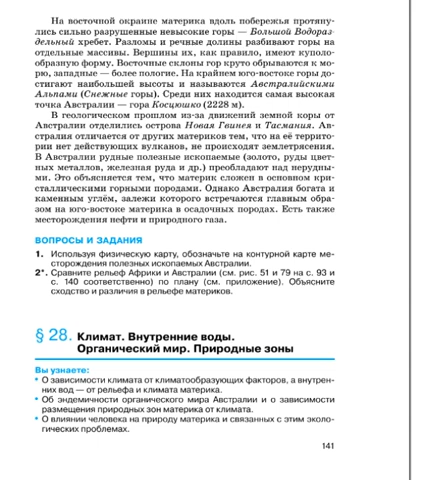 На восточной окраине материка вдоль побережья протяну-
лись сильно разрушенные невысокие горы — Большой Водораз-
дельный хребет. Разломы и речные долины разбивают горы на
отдельные массивы. Вершины их, как правило, имеют куполо-
образную форму. Восточные склоны гор круто обрываются к мо-
рю, западные — более пологие. На крайнем юго-востоке горы до-
стигают наибольшей высоты и называются Австралийскими
Альпами (Снежные горы). Среди них находится самая высокая
точка Австралии — гора Косцюшко (2228 м).
В геологическом прошлом из-за движений земной коры от
Австралии отделились острова Новая Гвинея и Тасмания. Ав-
стралия отличается от других материков тем, что на её террито-
рии нет действующих вулканов, не происходят землетрясения.
В Австралии рудные полезные ископаемые (золото, руды цвет-
ных металлов, железная руда и др.) преобладают над нерудны-
ми. Это объясняется тем, что материк сложен в основном кри-
сталлическими горными породами. Однако Австралия богата и
каменным углём, залежи которого встречаются главным обра-
зом на юго-востоке материка в осадочных породах. Есть также
месторождения нефти и природного газа.
ВОПРОСЫ И ЗАДАНИЯ
1. Используя физическую карту, обозначьте на контурной карте ме-
сторождения полезных ископаемых Австралии.
2*. Сравните рельеф Африки и Австралии (см. рис. 51 и 79 на с. 93 и
с. 140 соответственно) по плану (см. приложение). Объясните
сходство и различия в рельефе материков.
§ 28. Климат. Внутренние воды.
Органический мир. Природные зоны
Вы узнаете:
• О зависимости климата от климатообразующих факторов, а внутрен-
них вод — от рельефа и климата материка.
• Об эндемичности органического мира Австралии и о зависимости
размещения природных зон материка от климата.
• О влиянии человека на природу материка и связанных с этим эколо-
гических проблемах.
141